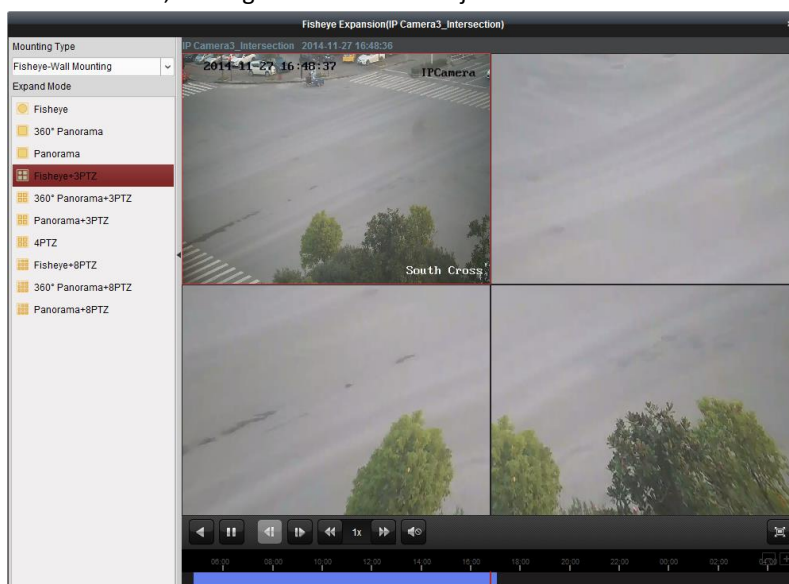 Fisheye Expansion(IP Camera3_Intersection)
Mounting Type
Fisheye-Wall Mounting
Expand Mode
Fisheye
360° Panorama
Panorama
Fisheye+3PTZ
360° Panorama+3PTZ
Panorama+3PTZ
4PTZ
Fisheye+8PTZ
360° Panorama+8PTZ
Panorama+8PTZ
IP Camera3_Intersection 2014-11-27 16:48:36
2014-11-27 16:48:37
IPCamera
South Cross
1x
06:00 08:00 10:00 12:00 14:00 16:00 18:00 20:00 22:00 00:00 02:00 04:00